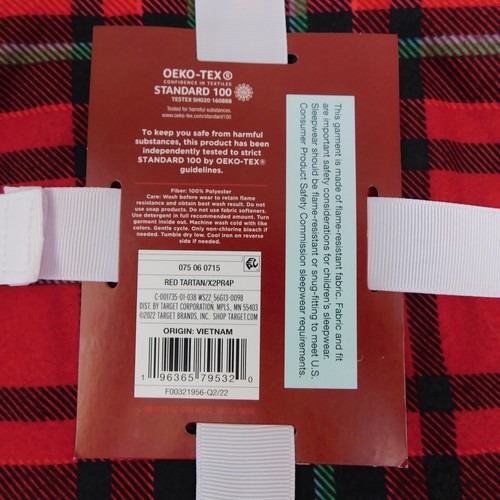 OEKO-TEX®
CONFIDENCE IN TEXTILES
STANDARD 100
TESTEX SH020 160888
Tested for harmful substances.
www.oeko-tex.com/standard100
To keep you safe from harmful
substances, this product has been
independently tested to strict
STANDARD 100 by OEKO-TEX®
guidelines.
Fiber: 100% Polyester
Care: Wash before wear to retain flame
resistance and obtain best wash result. Do not
use soap products. Do not use fabric softeners.
Use detergent in full recommended amount. Turn
garment inside out. Machine wash cold with like
colors. Gentle cycle. Only non-chlorine bleach if
needed. Tumble dry low. Cool iron on reverse
side if needed.
075 06 0715
RED TARTAN/X2PR4P
C-001735-01-038 WSZZ_56G13-0098
DIST. BY TARGET CORPORATION, MPLS, MN 55403
©2022 TARGET BRANDS, INC. SHOP TARGET.COM
ORIGIN: VIETNAM
1 96365 79532 0
F00321956-Q2/22
This garment is made of flame-resistant fabric. Fabric and fit
are important safety considerations for children's sleepwear.
Sleepwear should be flame-resistant or snug-fitting to meet U.S.
Consumer Product Safety Commission sleepwear requirements.